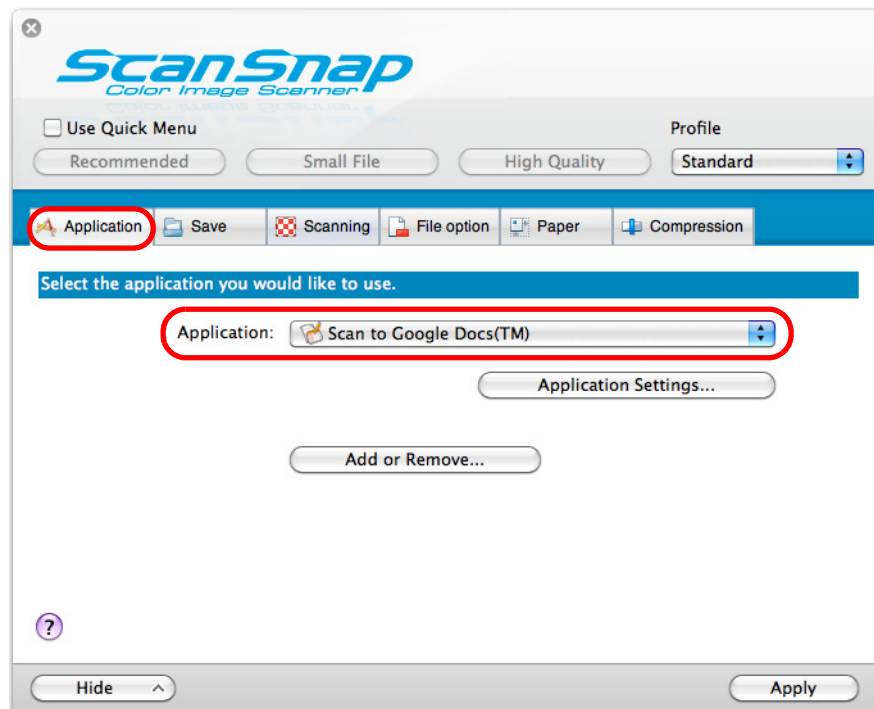 ScanSnap
Color Image Scanner
Use Quick Menu
Profile
Recommended Small File High Quality Standard
Application Save Scanning File option Paper Compression
Select the application you would like to use.
Application: Scan to Google Docs(TM)
Application Settings...
Add or Remove...
?
Hide Apply